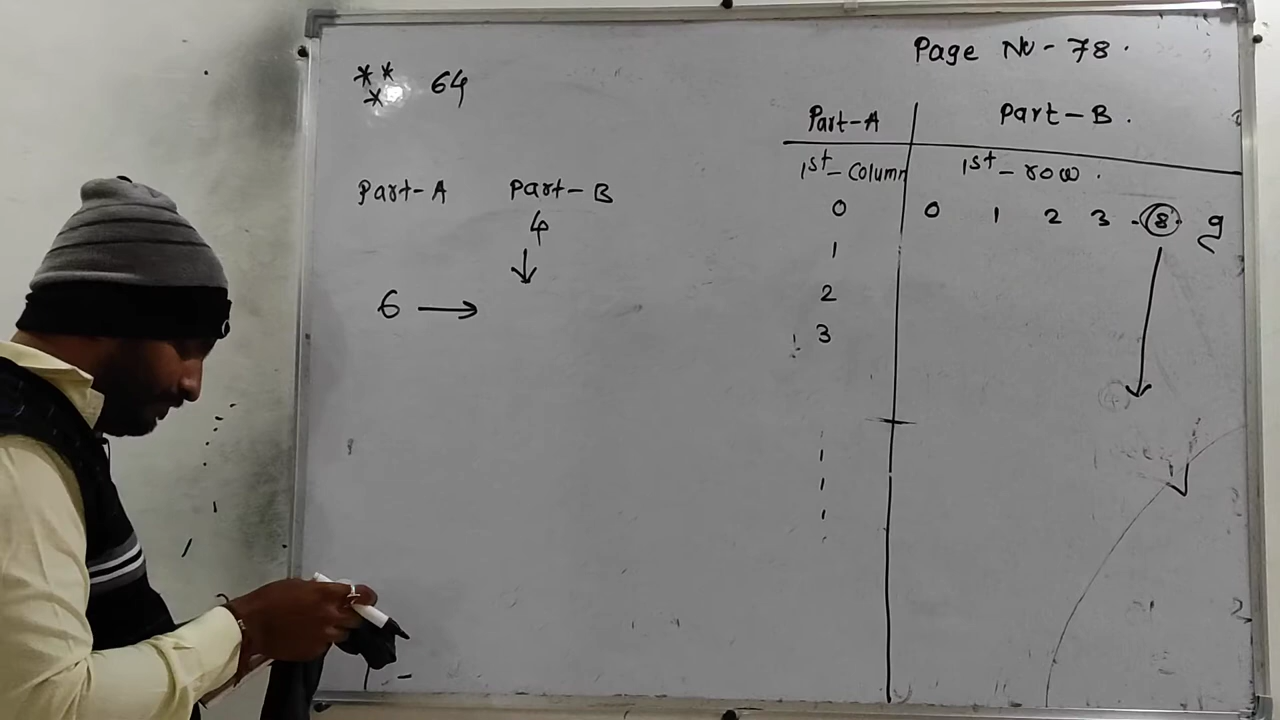 Page No - 78.
** * 64
Part-A Part-B.
1st-Column 1st-row.
Part-A Part-B
4
6
0 0 1 2 3 8 9
1
2
3